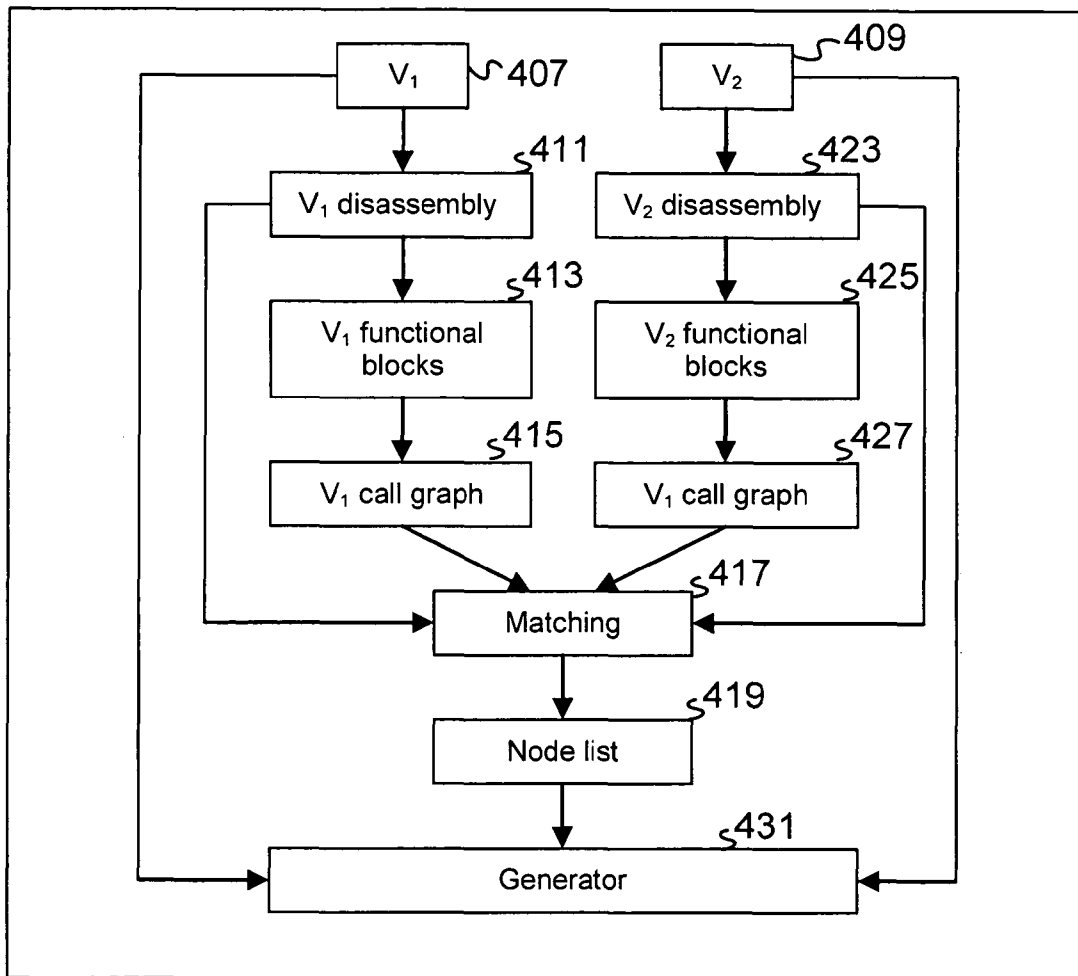 V₁
407
V₂
409
V₁ disassembly
411
V₂ disassembly
423
V₁ functional
blocks
413
V₂ functional
blocks
425
V₁ call graph
415
V₁ call graph
427
Matching
417
Node list
419
Generator
431